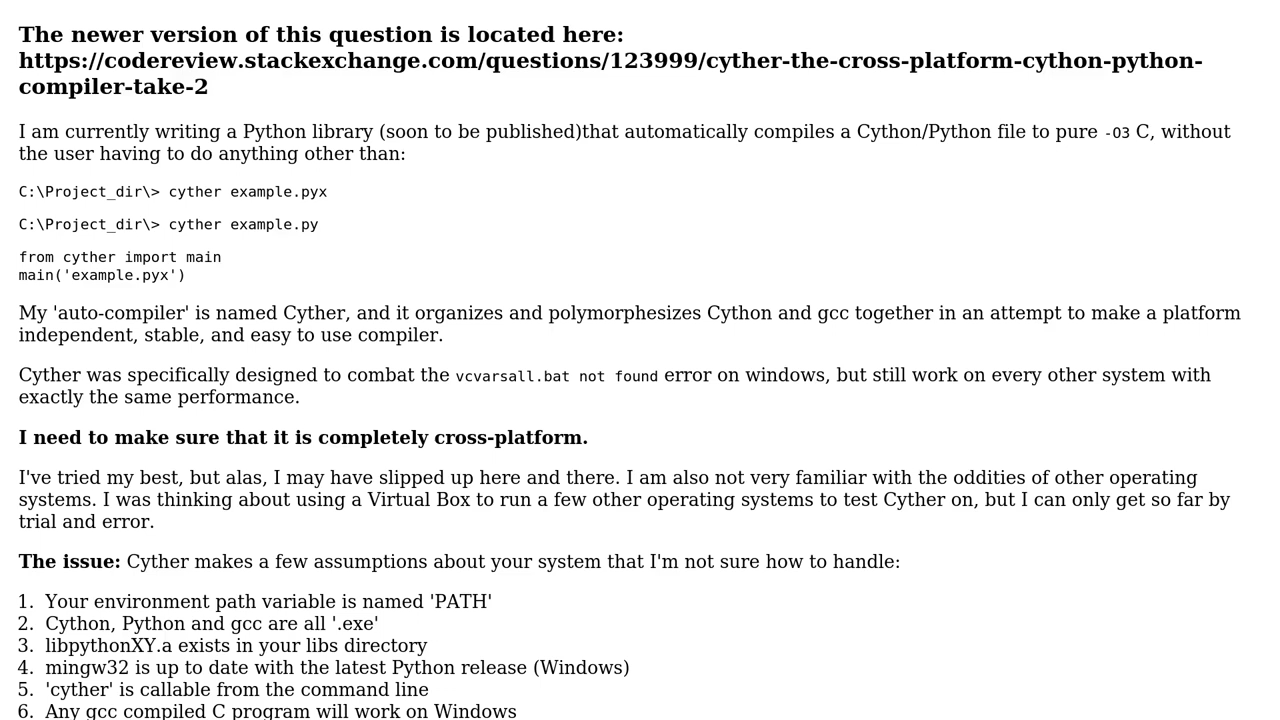 The newer version of this question is located here:
https://codereview.stackexchange.com/questions/123999/cyther-the-cross-platform-cython-python-
compiler-take-2
I am currently writing a Python library (soon to be published)that automatically compiles a Cython/Python file to pure -O3 C, without
the user having to do anything other than:
C:\Project_dir\> cyther example.pyx
C:\Project_dir\> cyther example.py
from cyther import main
main('example.pyx')
My 'auto-compiler' is named Cyther, and it organizes and polymorphesizes Cython and gcc together in an attempt to make a platform
independent, stable, and easy to use compiler.
Cyther was specifically designed to combat the vcvarsall.bat not found error on windows, but still work on every other system with
exactly the same performance.
I need to make sure that it is completely cross-platform.
I've tried my best, but alas, I may have slipped up here and there. I am also not very familiar with the oddities of other operating
systems. I was thinking about using a Virtual Box to run a few other operating systems to test Cyther on, but I can only get so far by
trial and error.
The issue: Cyther makes a few assumptions about your system that I'm not sure how to handle:
1. Your environment path variable is named 'PATH'
2. Cython, Python and gcc are all '.exe'
3. libpythonXY.a exists in your libs directory
4. mingw32 is up to date with the latest Python release (Windows)
5. 'cyther' is callable from the command line
6. Any gcc compiled C program will work on Windows